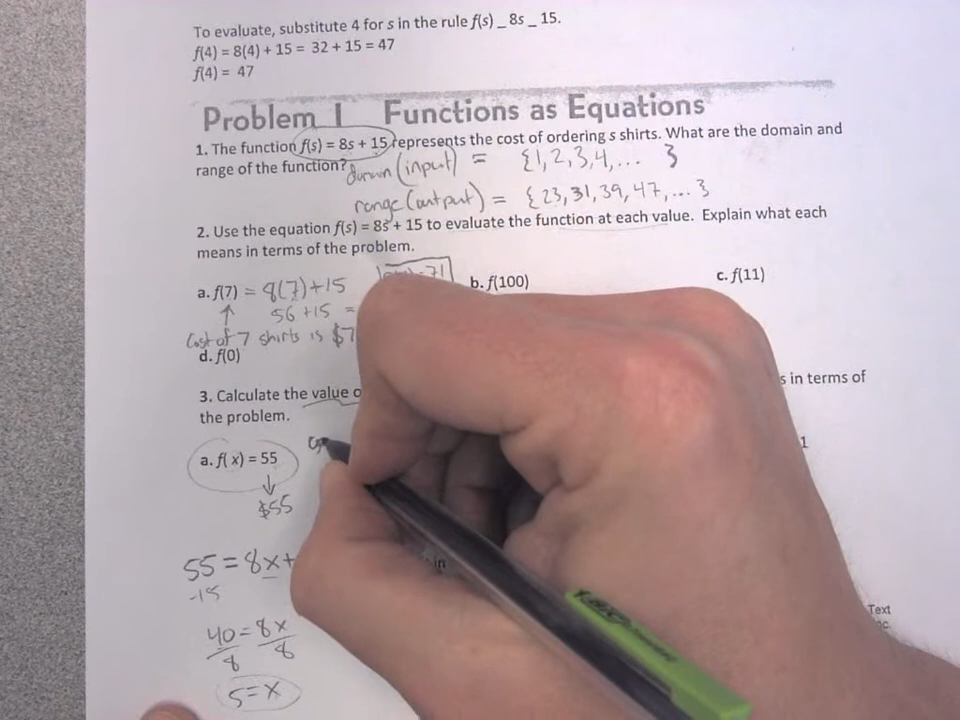 To evaluate, substitute 4 for s in the rule f(s) _ 8s _ 15.
f(4) = 8(4) + 15 = 32 + 15 = 47
f(4) = 47
Problem 1 Functions as Equations
1. The function f(s) = 8s + 15 represents the cost of ordering s shirts. What are the domain and
range of the function? domain (input) = {1, 2, 3, 4, ... }
range (output) = {23, 31, 39, 47, ... }
2. Use the equation f(s) = 8s + 15 to evaluate the function at each value. Explain what each
means in terms of the problem.
a. f(7) = 8(7)+15
b. f(100)
c. f(11)
56 +15 =
Cost of 7 shirts is $7
d. f(0)
3. Calculate the value
s in terms of
the problem.
a. f( x) = 55
1
$55
55 = 8x+
-15
in
40 = 8x
8 8
5 = x
Text